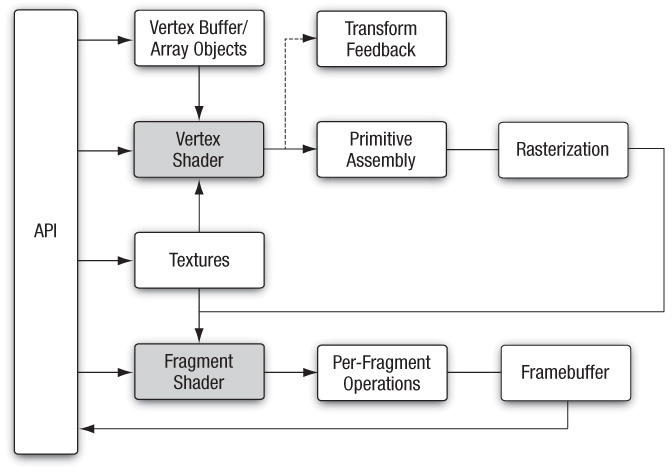 Vertex Buffer/
Array Objects
Transform
Feedback
Vertex
Shader
Primitive
Assembly
Rasterization
API
Textures
Fragment
Shader
Per-Fragment
Operations
Framebuffer